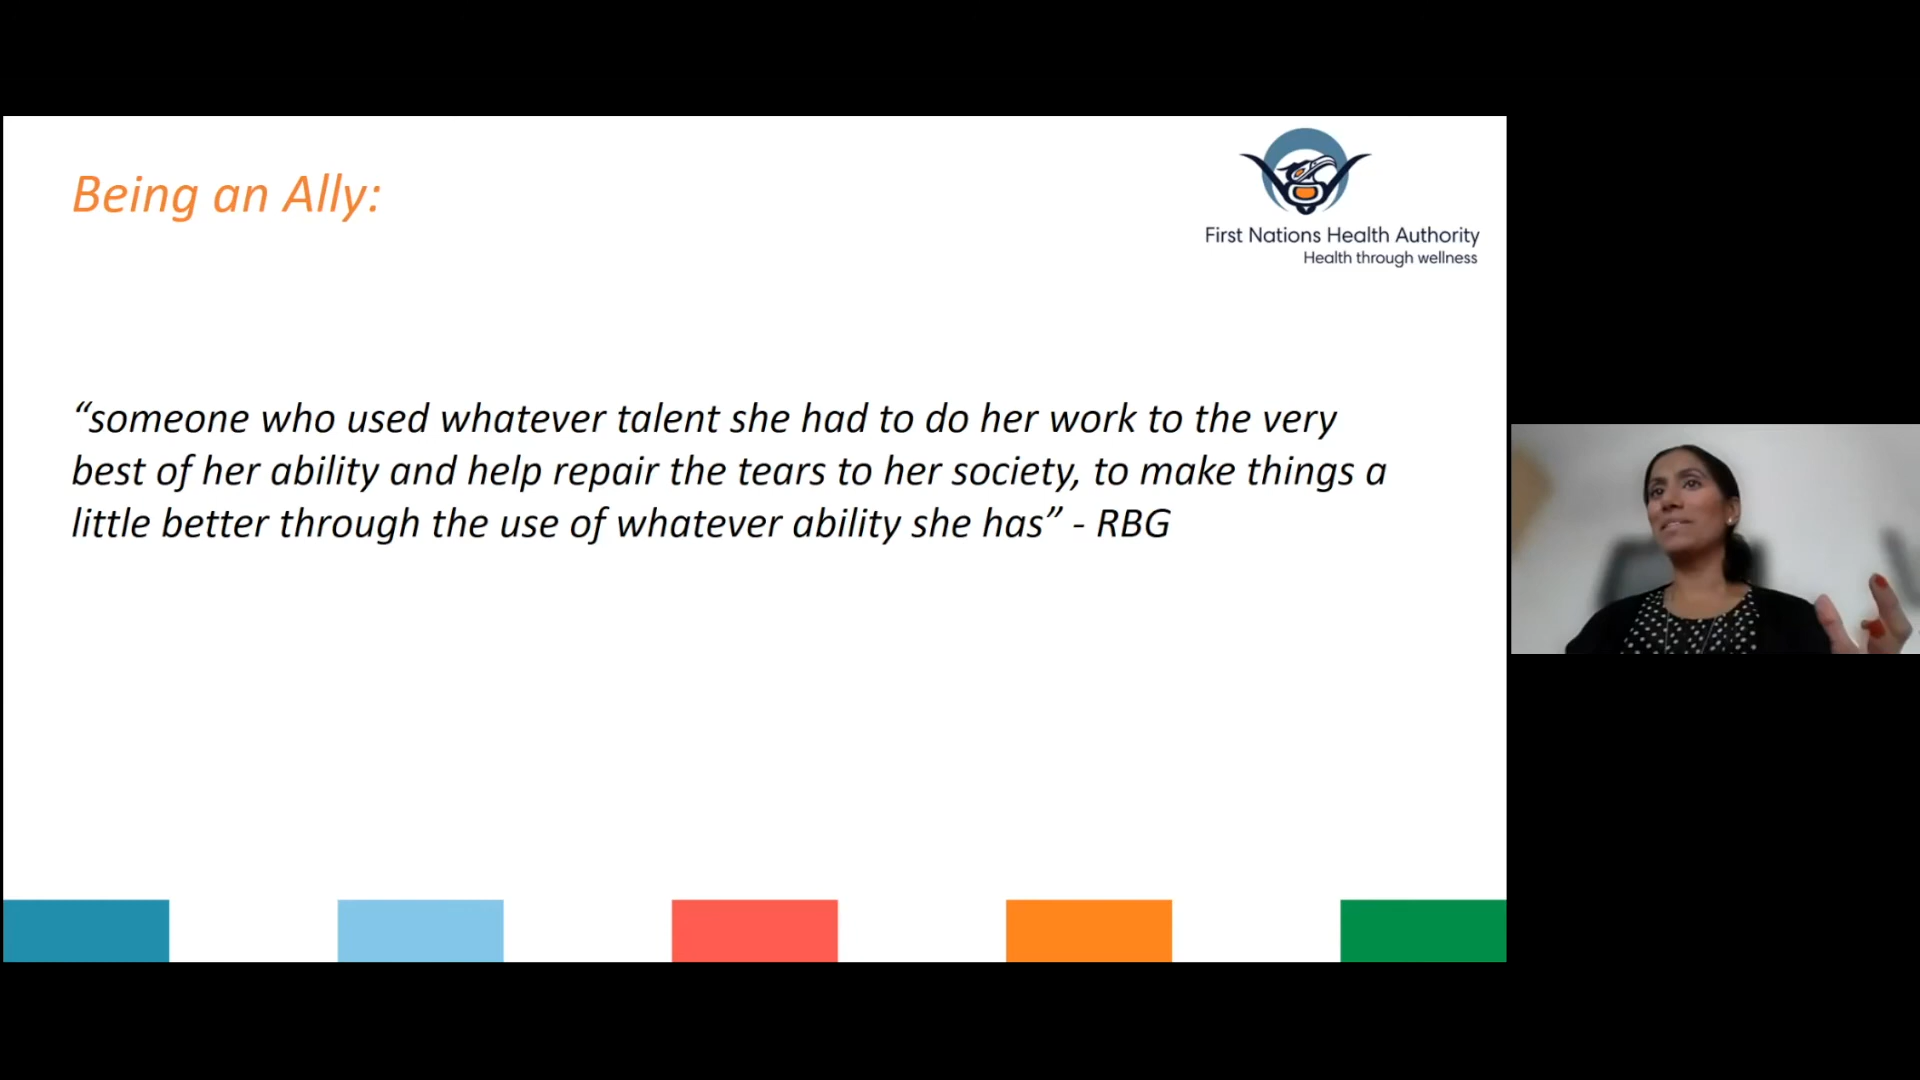 Being an Ally:
First Nations Health Authority
Health through wellness
“someone who used whatever talent she had to do her work to the very
best of her ability and help repair the tears to her society, to make things a
little better through the use of whatever ability she has” - RBG